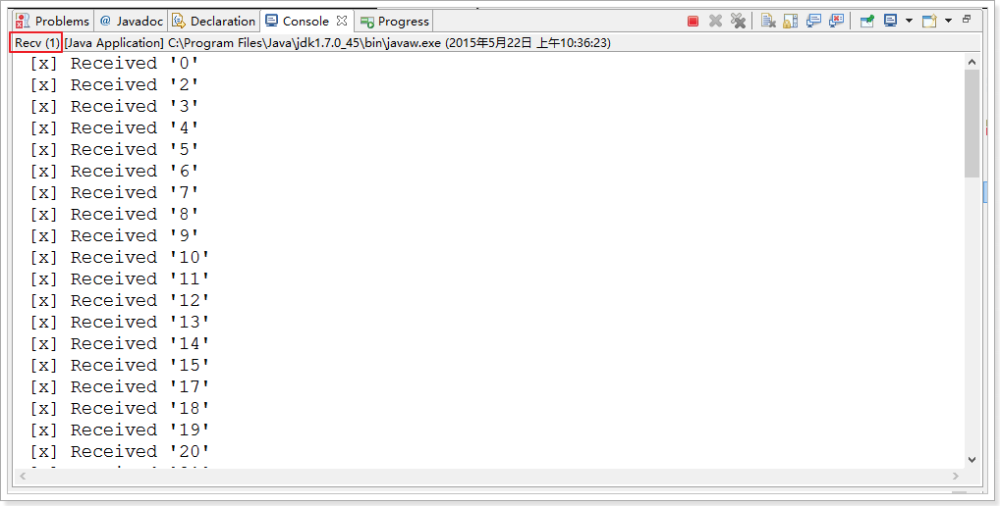 Problems @ Javadoc Declaration Console Progress
Recv (1) [Java Application] C:\Program Files\Java\jdk1.7.0_45\bin\javaw.exe (2015年5月22日 上午10:36:23)
[x] Received '0'
[x] Received '2'
[x] Received '3'
[x] Received '4'
[x] Received '5'
[x] Received '6'
[x] Received '7'
[x] Received '8'
[x] Received '9'
[x] Received '10'
[x] Received '11'
[x] Received '12'
[x] Received '13'
[x] Received '14'
[x] Received '15'
[x] Received '17'
[x] Received '18'
[x] Received '19'
[x] Received '20'